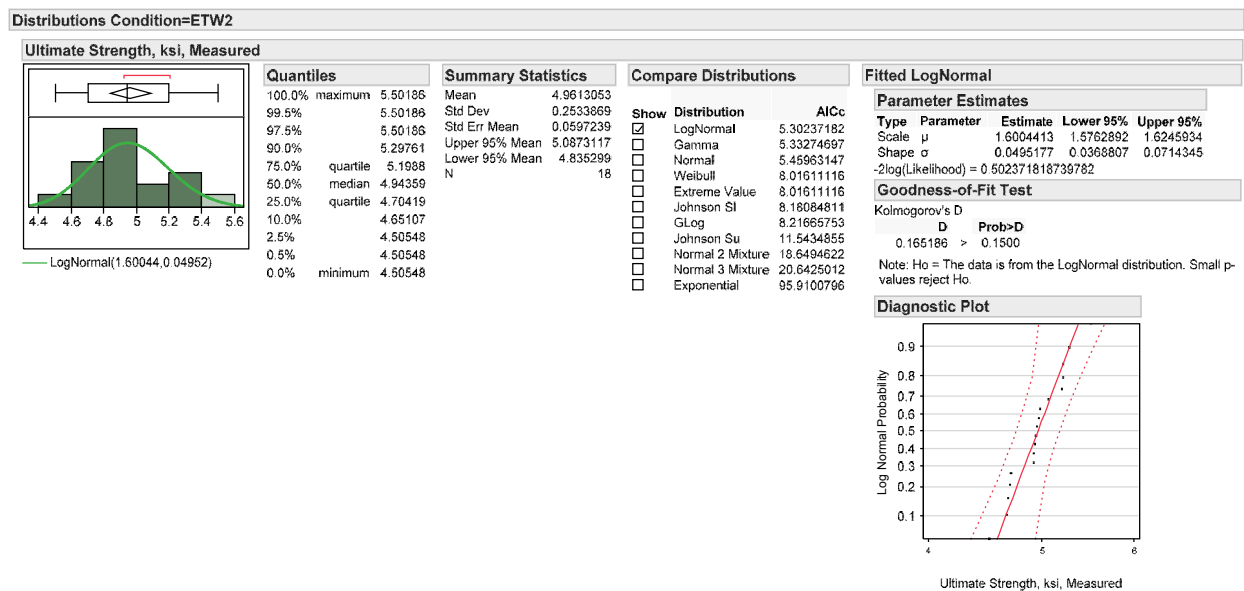 Distributions Condition=ETW2
Ultimate Strength, ksi, Measured
4.4 4.6 4.8 5 5.2 5.4 5.6
LogNormal(1.60044,0.04952)
Quantiles
100.0% maximum 5.50186
99.5% 5.50186
97.5% 5.50186
90.0% 5.29761
75.0% quartile 5.1988
50.0% median 4.94359
25.0% quartile 4.70419
10.0% 4.65107
2.5% 4.50548
0.5% 4.50548
0.0% minimum 4.50548
Summary Statistics
Mean 4.9613053
Std Dev 0.2533869
Std Err Mean 0.0597239
Upper 95% Mean 5.0873117
Lower 95% Mean 4.835299
N 18
Compare Distributions
Show Distribution AICc
LogNormal 5.30237182
Gamma 5.33274697
Normal 5.45963147
Weibull 8.01611116
Extreme Value 8.01611116
Johnson Sl 8.16084811
GLog 8.21665753
Johnson Su 11.5434855
Normal 2 Mixture 18.6494622
Normal 3 Mixture 20.6425012
Exponential 95.9100796
Fitted LogNormal
Parameter Estimates
Type Parameter Estimate Lower 95% Upper 95%
Scale μ 1.6004413 1.5762892 1.6245934
Shape σ 0.0495177 0.0368807 0.0714345
-2log(Likelihood) = 0.502371818739782
Goodness-of-Fit Test
Kolmogorov's D
D Prob>D
0.165186 > 0.1500
Note: Ho = The data is from the LogNormal distribution. Small p-
values reject Ho.
Diagnostic Plot
Log Normal Probability
0.9
0.8
0.7
0.6
0.5
0.4
0.3
0.2
0.1
4 5 6
Ultimate Strength, ksi, Measured